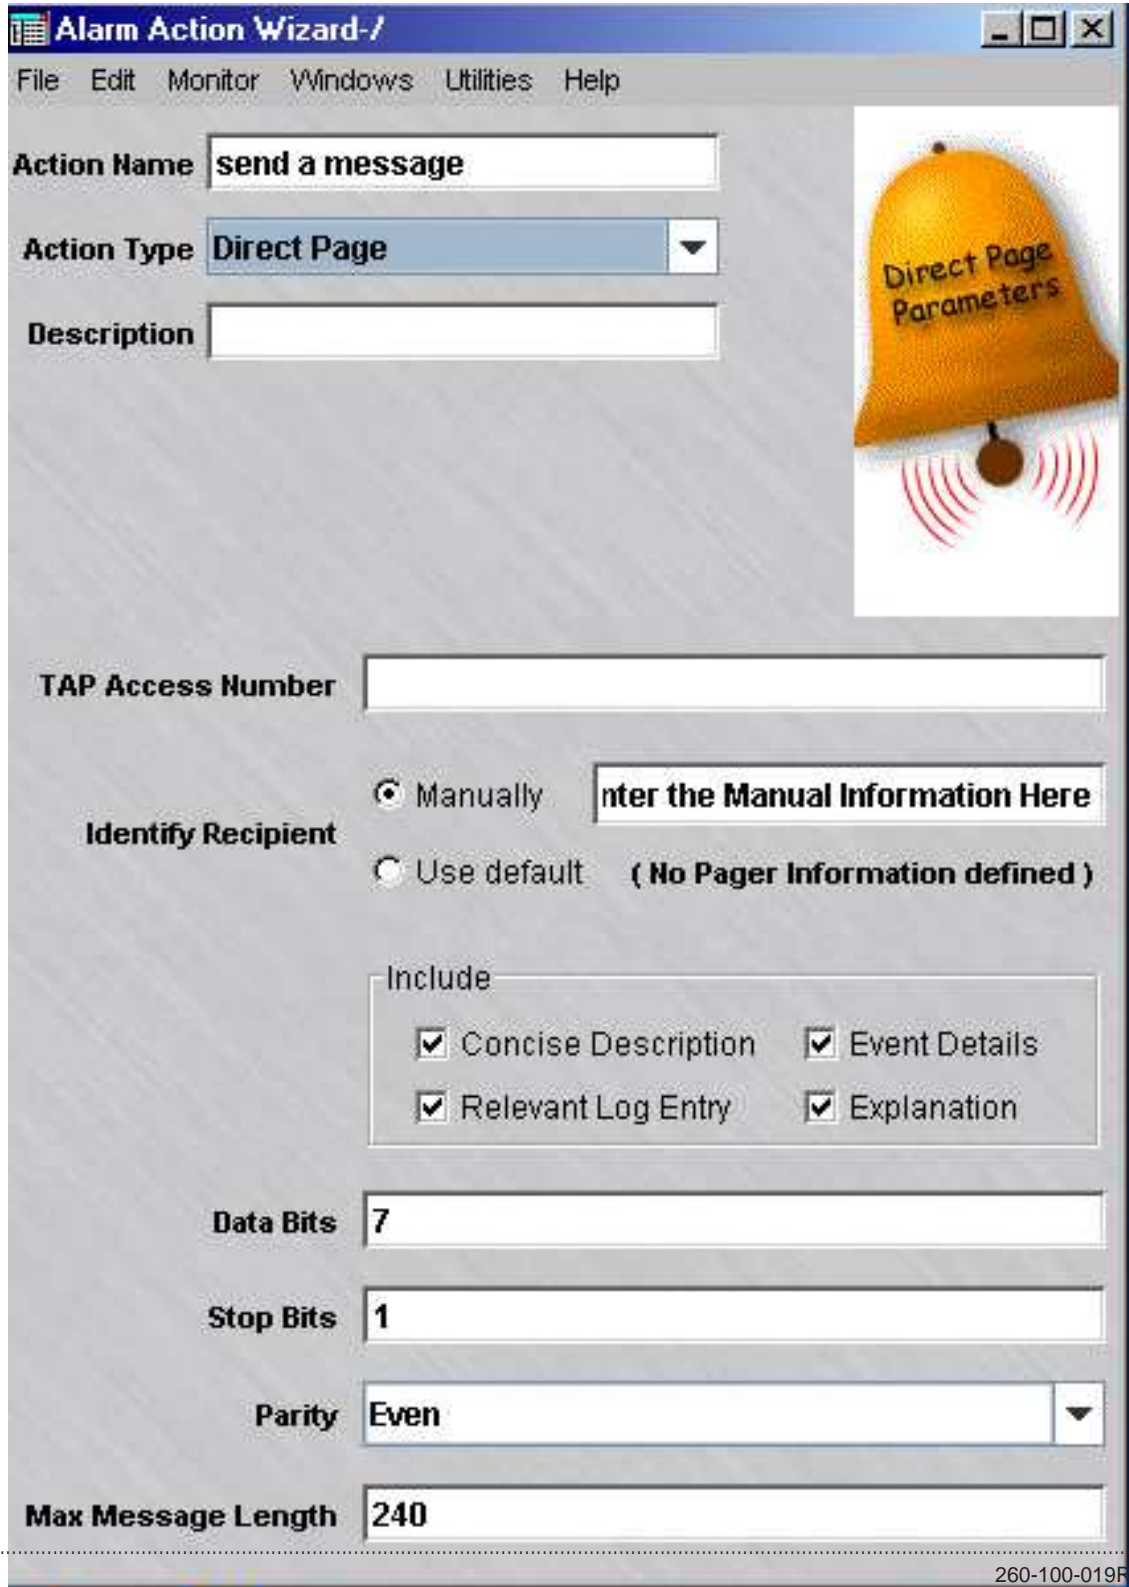 Alarm Action Wizard-/
File Edit Monitor Windows Utilities Help
Action Name send a message
Action Type Direct Page
Description
Direct Page
Parameters
TAP Access Number
Identify Recipient
Manually nter the Manual Information Here
Use default ( No Pager Information defined )
Include
Concise Description Event Details
Relevant Log Entry Explanation
Data Bits 7
Stop Bits 1
Parity Even
Max Message Length 240
260-100-019R